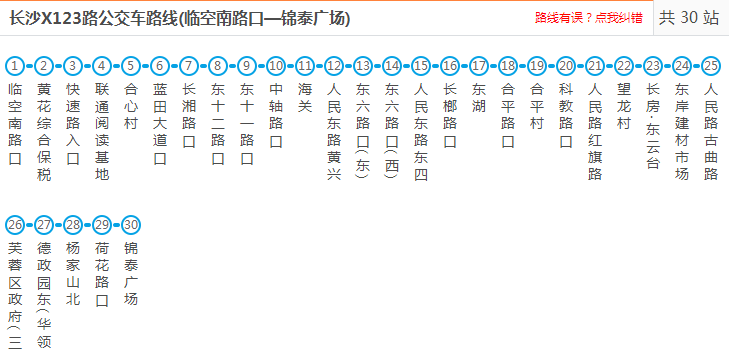 长沙X123路公交车路线(临空南路口—锦泰广场)
路线有误？点我纠错
共 30 站
1 临空南路口
2 黄花综合保税
3 快速路入口
4 联通阅读基地
5 合心村
6 蓝田大道口
7 长湘路口
8 东十二路口
9 东十一路口
10 中轴路口
11 海关
12 人民东路黄兴
13 东六路口(东)
14 东六路口(西)
15 人民东路东四
16 长榔路口
17 东湖
18 合平路口
19 合平村
20 科教路口
21 人民路红旗路
22 望龙村
23 长房·东云台
24 东岸建材市场
25 人民路古曲路
26 芙蓉区政府(三
27 德政园东(华领
28 杨家山北
29 荷花路口
30 锦泰广场